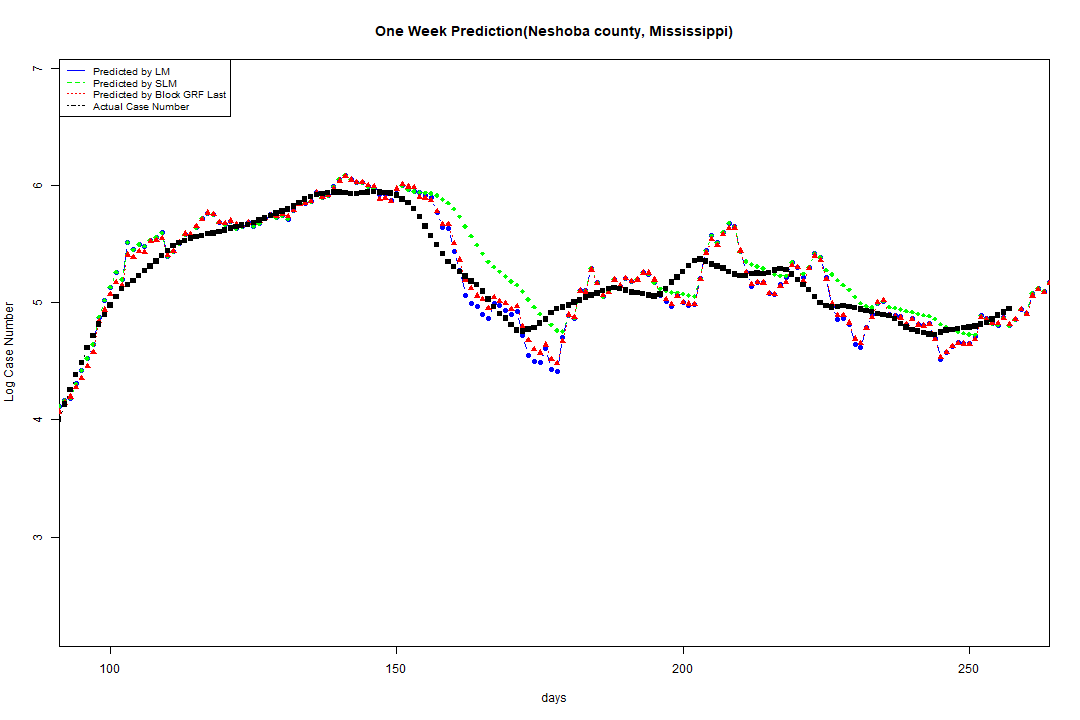 One Week Prediction(Neshoba county, Mississippi)
Predicted by LM
Predicted by SLM
Predicted by Block GRF Last
Actual Case Number
7
6
5
4
3
Log Case Number
100 150 200 250
days